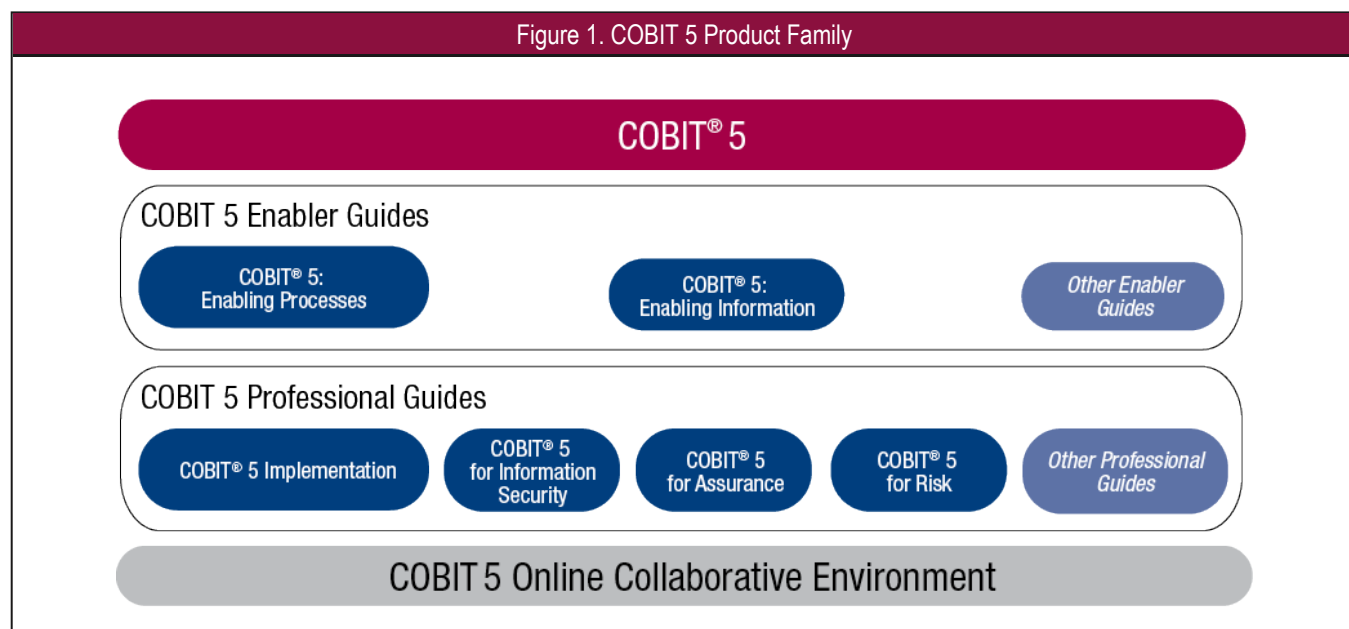 Figure 1. COBIT 5 Product Family
COBIT® 5
COBIT 5 Enabler Guides
COBIT® 5:
Enabling Processes
COBIT® 5:
Enabling Information
Other Enabler
Guides
COBIT 5 Professional Guides
COBIT® 5 Implementation
COBIT® 5
for Information
Security
COBIT® 5
for Assurance
COBIT® 5
for Risk
Other Professional
Guides
COBIT 5 Online Collaborative Environment